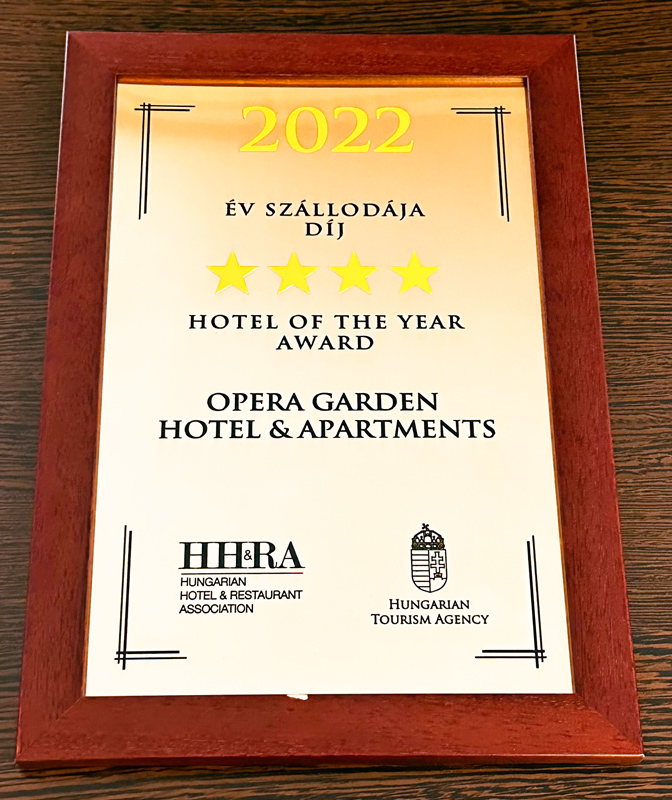 2022
ÉV SZÁLLODÁJA
DÍJ
HOTEL OF THE YEAR
AWARD
OPERA GARDEN
HOTEL & APARTMENTS
HH&RA
HUNGARIAN
HOTEL & RESTAURANT
ASSOCIATION
HUNGARIAN
TOURISM AGENCY